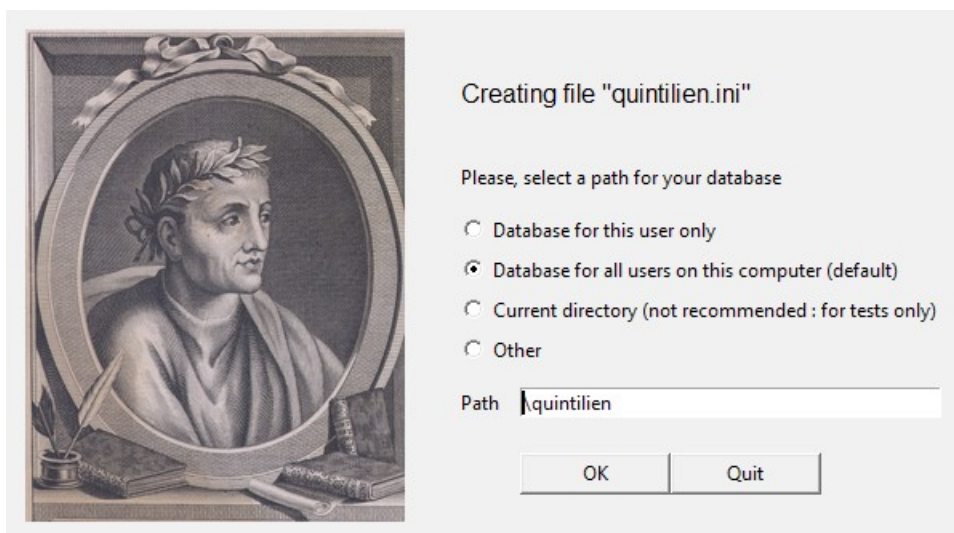 Creating file "quintilien.ini"
Please, select a path for your database
Database for this user only
Database for all users on this computer (default)
Current directory (not recommended : for tests only)
Other
Path \quintilien
OK Quit